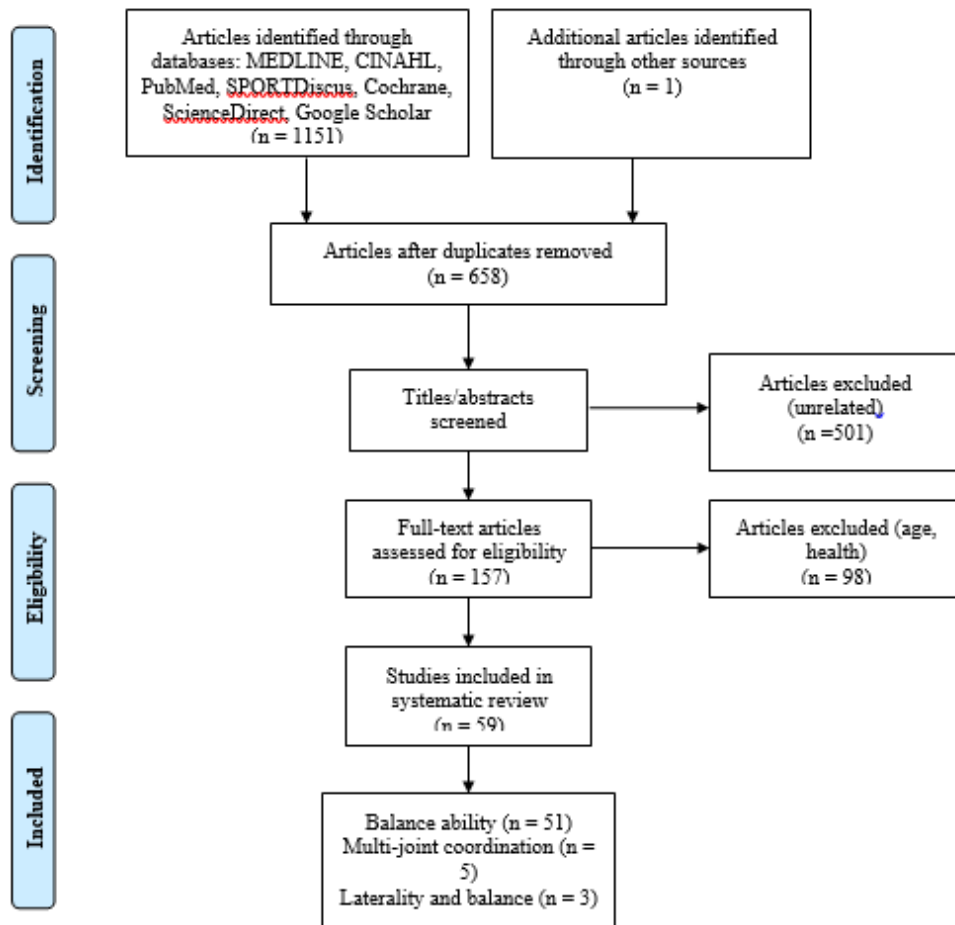 Identification
Articles identified through
databases: MEDLINE, CINAHL,
PubMed, SPORTDiscus, Cochrane,
ScienceDirect, Google Scholar
(n = 1151)
Additional articles identified
through other sources
(n = 1)
Articles after duplicates removed
(n = 658)
Screening
Titles/abstracts
screened
Articles excluded
(unrelated)
(n =501)
Eligibility
Full-text articles
assessed for eligibility
(n = 157)
Articles excluded (age,
health)
(n = 98)
Studies included in
systematic review
(n = 59)
Included
Balance ability (n = 51)
Multi-joint coordination (n =
5)
Laterality and balance (n = 3)